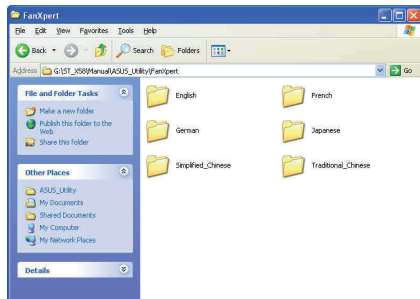 FanXpert
File Edit View Favorites Tools Help
Back Search Folders
Address G:\ST_X58\Manual\ASUS_Utility\FanXpert Go
File and Folder Tasks
Make a new folder
Publish this folder to the
Web
Share this folder
Other Places
ASUS_Utility
My Documents
Shared Documents
My Computer
My Network Places
Details
English French
German Japanese
Simplified_Chinese Traditional_Chinese